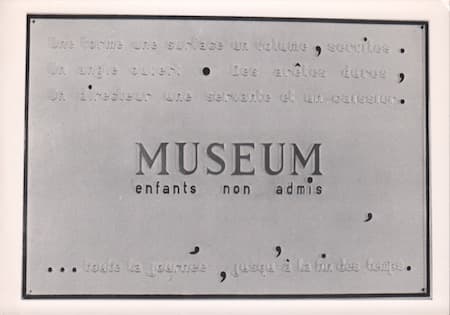 Une forme une surface un volume , serviles .
Un angle ouvert . Des arêtes dures ,
Un directeur une servante et un caissier.
MUSEUM
enfants non admis
,
... toute la journée , jusqu'à la fin des temps.